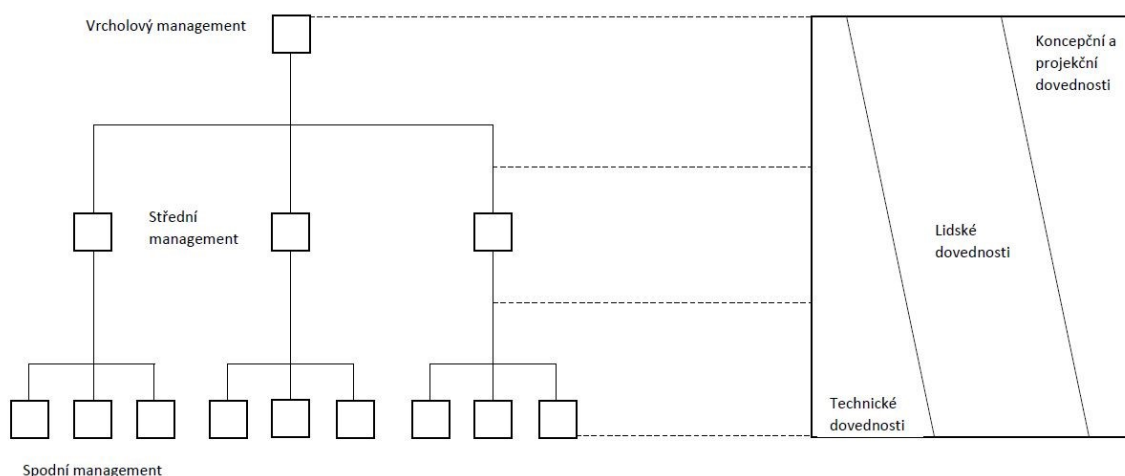 Vrcholový management
Koncepční a
projekční
dovednosti
Střední
management
Lidské
dovednosti
Technické
dovednosti
Spodní management